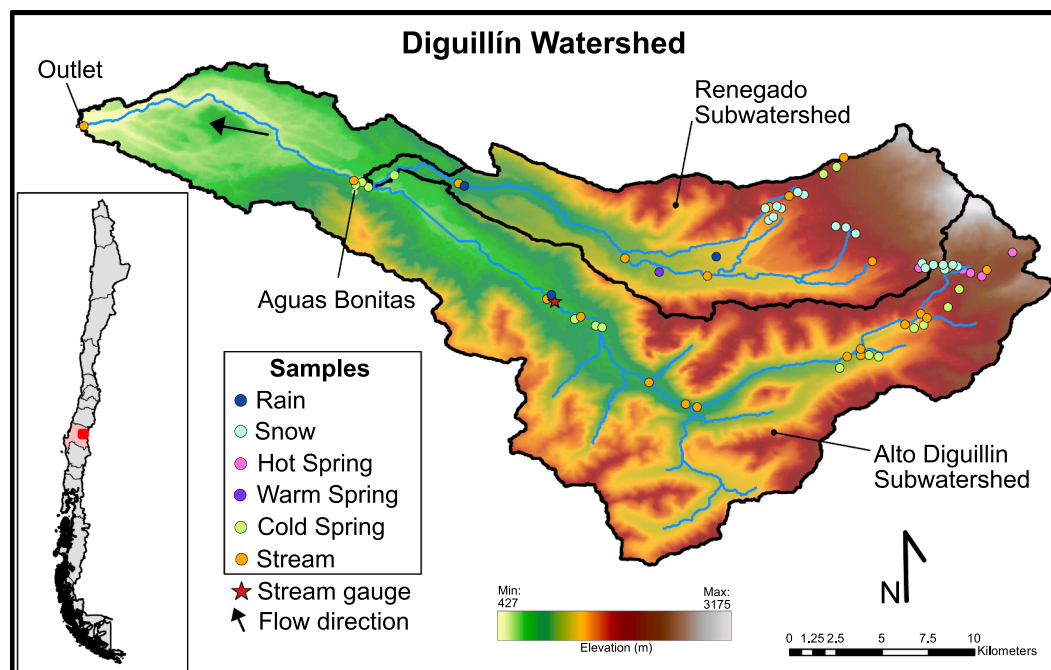 Diguillín Watershed
Outlet
Renegado
Subwatershed
Aguas Bonitas
Samples
Rain
Snow
Hot Spring
Warm Spring
Cold Spring
Stream
Stream gauge
Flow direction
Alto Diguillin
Subwatershed
N
Min:
427
Max:
3175
Elevation (m)
0 1.25 2.5 5 7.5 10
Kilometers